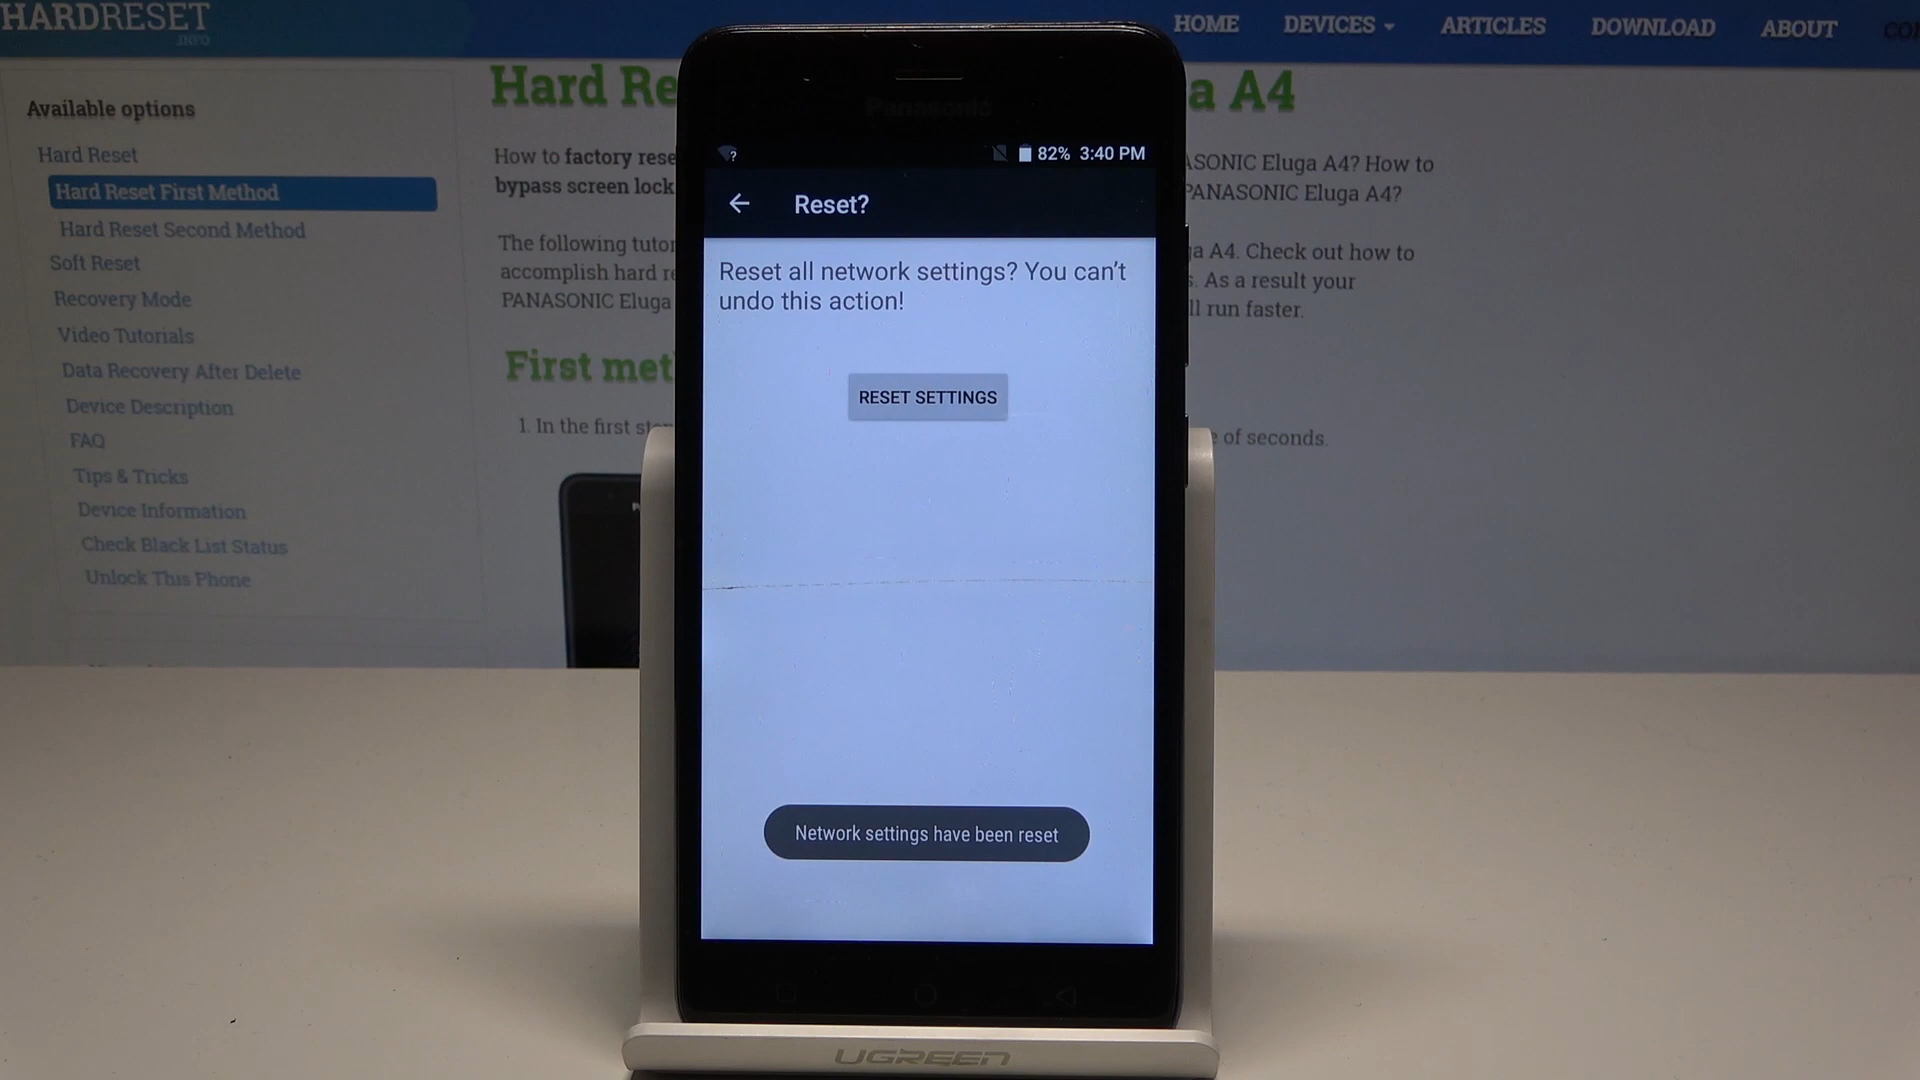 HARDRESET
.INFO
HOME DEVICES ARTICLES DOWNLOAD ABOUT
Available options
Hard Reset
Hard Reset First Method
Hard Reset Second Method
Soft Reset
Recovery Mode
Video Tutorials
Data Recovery After Delete
Device Description
FAQ
Tips & Tricks
Device Information
Check Black List Status
Unlock This Phone
Hard Re
a A4
How to factory rese
bypass screen lock
ASONIC Eluga A4? How to
PANASONIC Eluga A4?
The following tutor
accomplish hard re
PANASONIC Eluga
a A4. Check out how to
s. As a result your
ll run faster.
First met
1. In the first ste
e of seconds.
Panasonic
? 82% 3:40 PM
Reset?
Reset all network settings? You can’t
undo this action!
RESET SETTINGS
Network settings have been reset
UGREEN